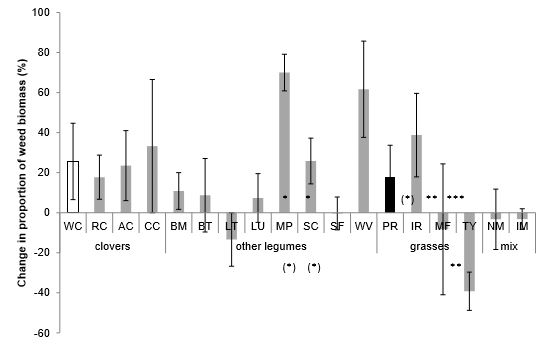 Change in proportion of weed biomass (%)
100
80
60
40
20
0
-20
-40
-60
* * (*) ** ***
WC RC AC CC BM BT LT LU MP SC SF WV PR IR MF TY NM IM
clovers other legumes grasses mix
(*) (*) **